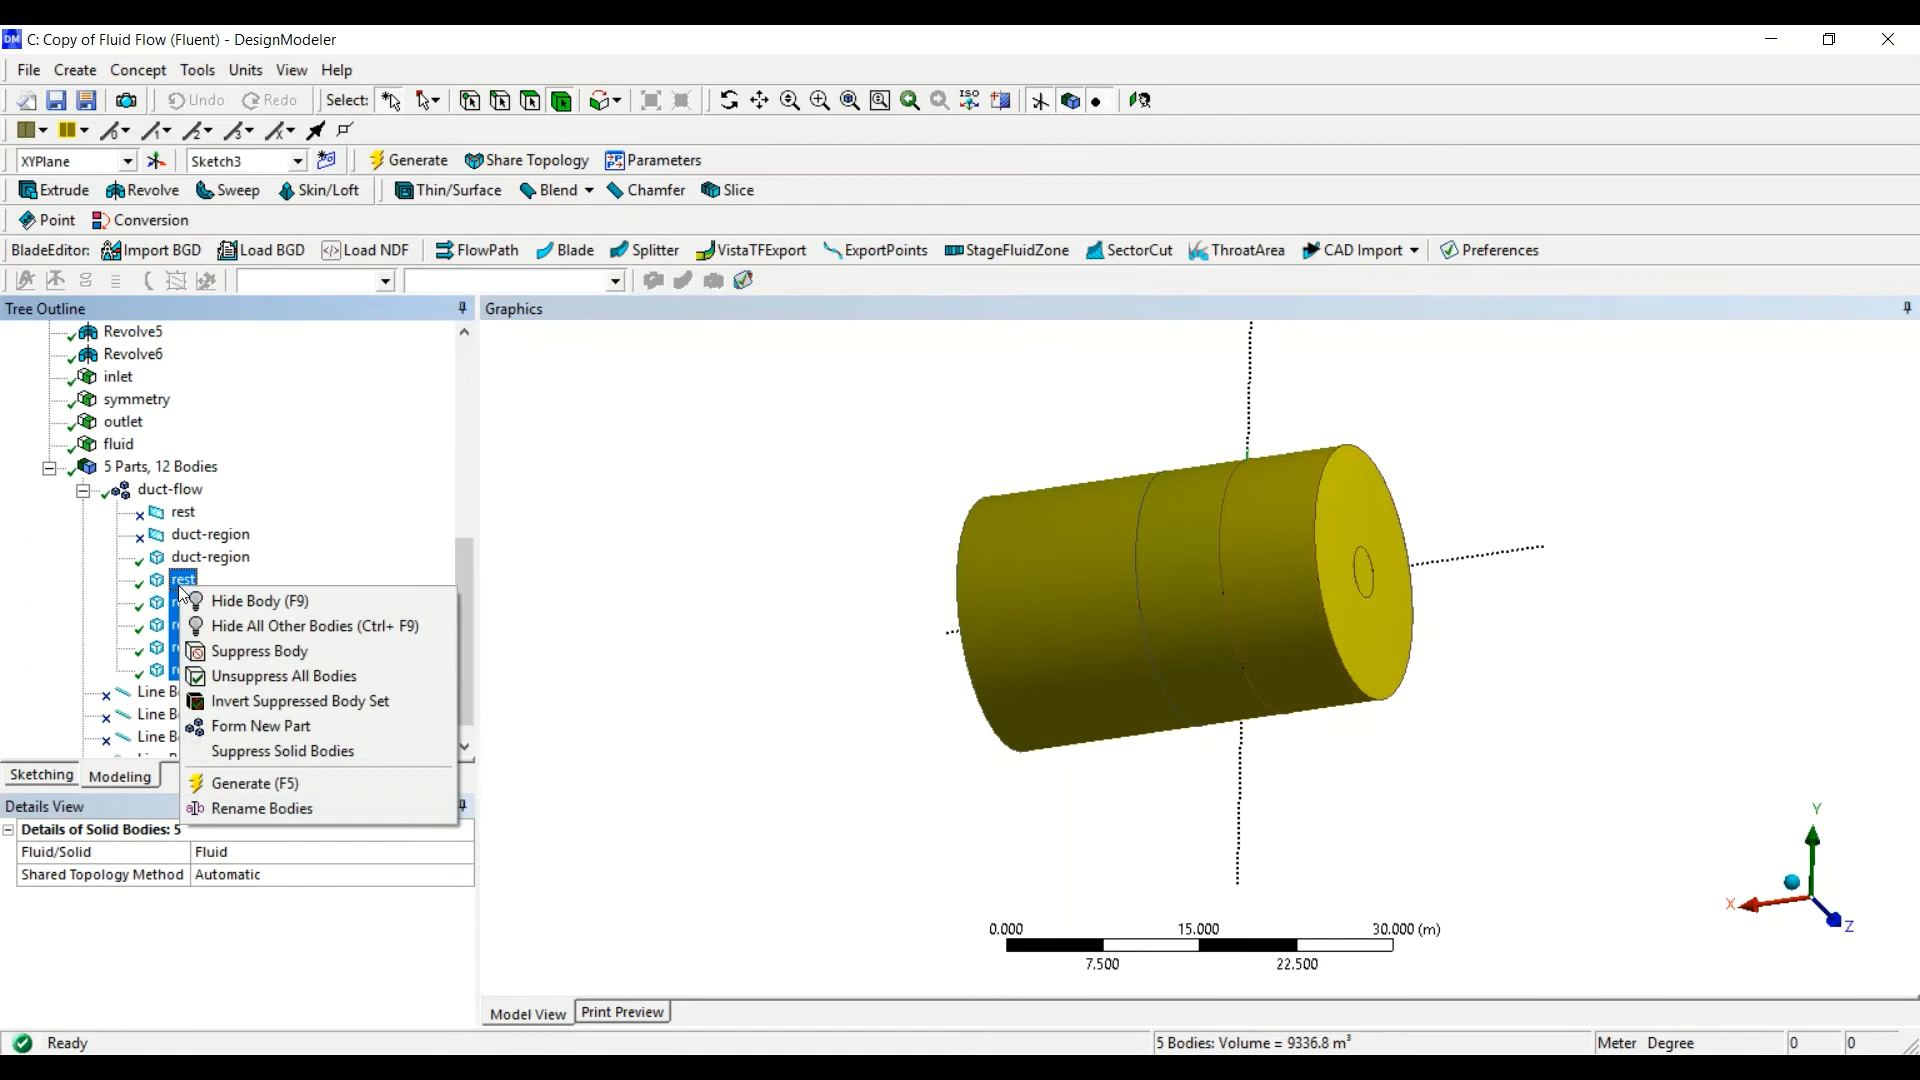 DM C: Copy of Fluid Flow (Fluent) - DesignModeler
File Create Concept Tools Units View Help
Undo Redo Select: ISO
XYPlane Sketch3 Generate Share Topology Parameters
Extrude Revolve Sweep Skin/Loft Thin/Surface Blend Chamfer Slice
Point Conversion
BladeEditor: Import BGD Load BGD Load NDF FlowPath Blade Splitter VistaTFExport ExportPoints StageFluidZone SectorCut ThroatArea CAD Import Preferences
Tree Outline
Graphics
Revolve5
Revolve6
inlet
symmetry
outlet
fluid
5 Parts, 12 Bodies
duct-flow
rest
duct-region
duct-region
rest
Hide Body (F9)
Hide All Other Bodies (Ctrl+ F9)
Suppress Body
Unsuppress All Bodies
Invert Suppressed Body Set
Form New Part
Suppress Solid Bodies
Generate (F5)
Rename Bodies
Line B
Line B
Line B
Sketching Modeling
Details View
Details of Solid Bodies: 5
Fluid/Solid Fluid
Shared Topology Method Automatic
0.000 15.000 30.000 (m)
7.500 22.500
Y
X
Z
Model View Print Preview
Ready
5 Bodies: Volume = 9336.8 m³
Meter Degree 0 0